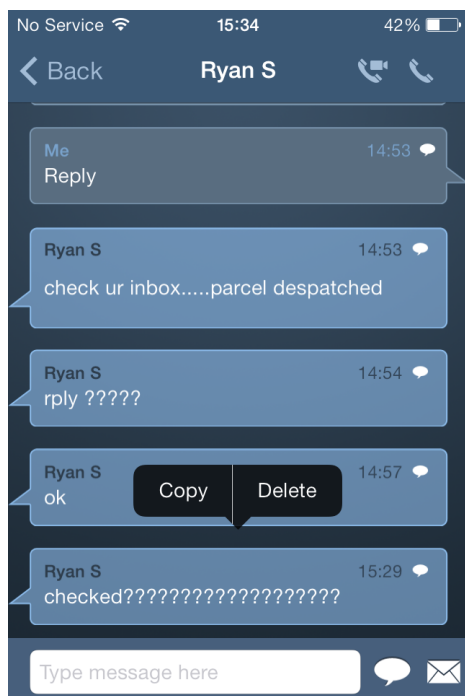 No Service 15:34 42%
Back Ryan S
Me 14:53
Reply
Ryan S 14:53
check ur inbox.....parcel despatched
Ryan S 14:54
rply ?????
Ryan S 14:57
ok
Copy Delete
Ryan S 15:29
checked???????????????????
Type message here